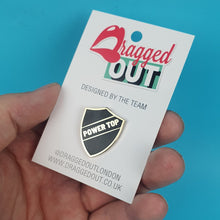 Dragged
OUT
DESIGNED BY THE TEAM
POWER TOP
@DRAGGEDOUTLONDON
WWW.DRAGGEDOUT.CO.UK